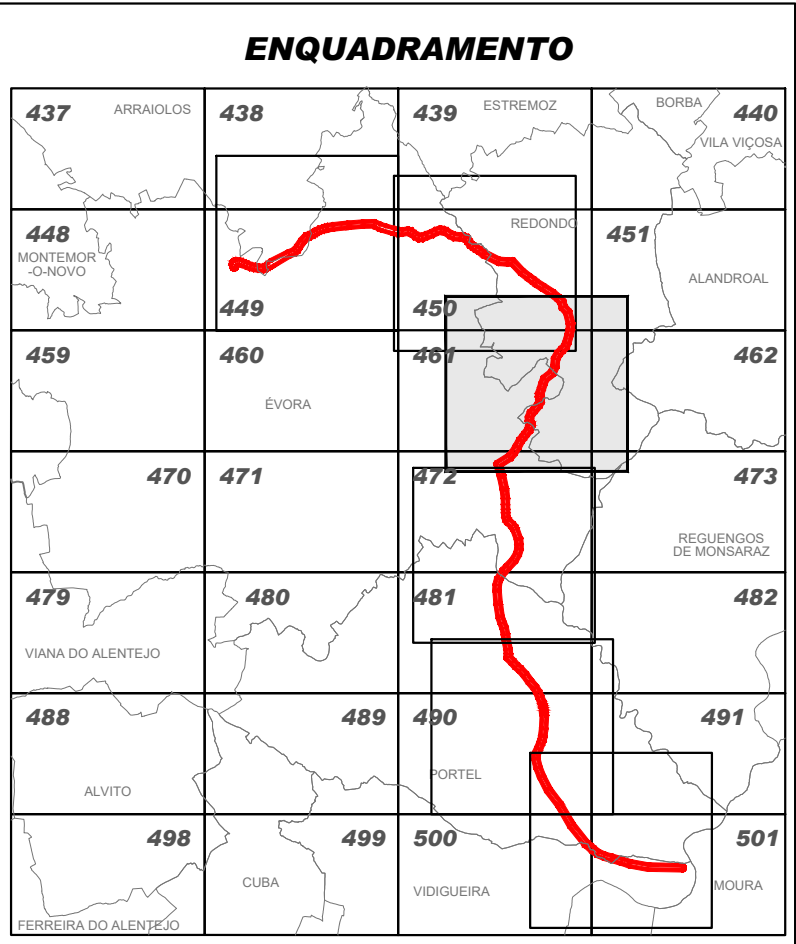 ENQUADRAMENTO
437 ARRAIOLOS 438 439 ESTREMOZ BORBA 440
VILA VIÇOSA
448 REDONDO 451
MONTEMOR
-O-NOVO
ALANDROAL
449 450
459 460 461 462
ÉVORA
470 471 472 473
REGUENGOS
DE MONSARAZ
479 480 481 482
VIANA DO ALENTEJO
488 489 490 491
PORTEL
ALVITO
498 499 500 501
CUBA VIDIGUEIRA MOURA
FERREIRA DO ALENTEJO